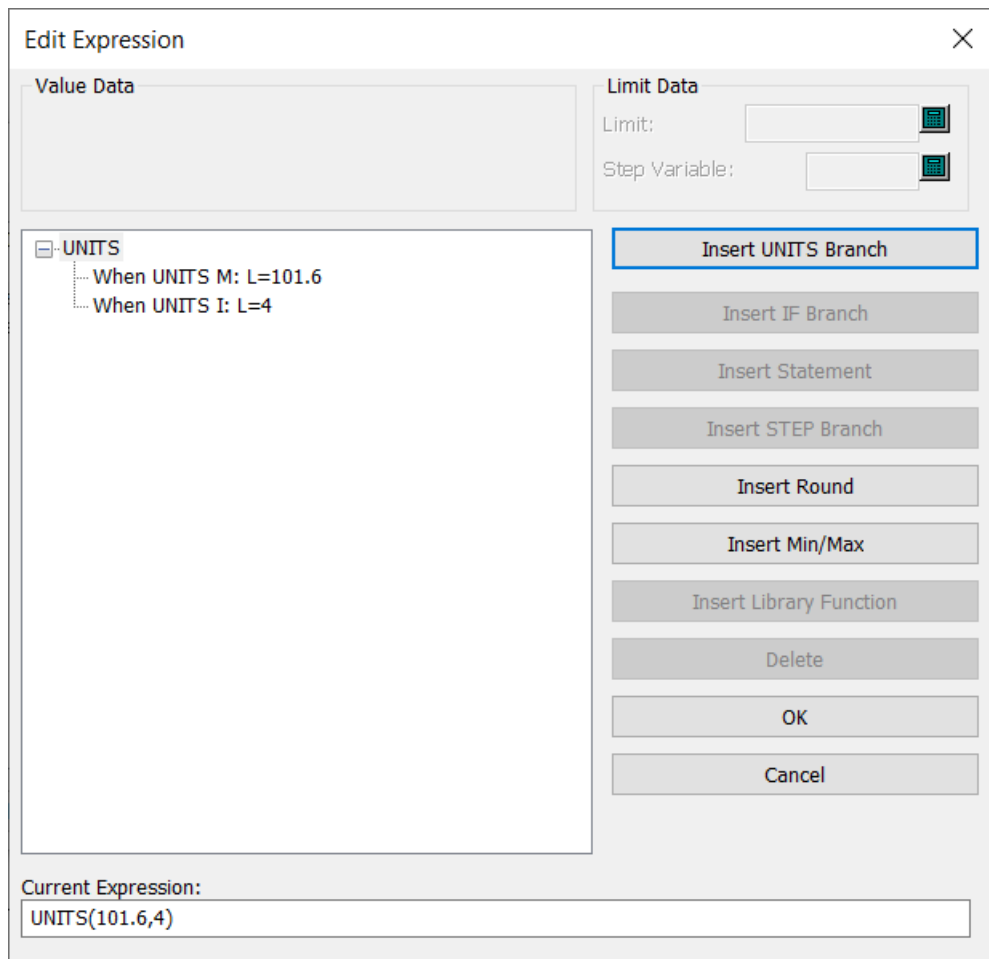 Edit Expression
Value Data
Limit Data
Limit:
Step Variable:
UNITS
When UNITS M: L=101.6
When UNITS I: L=4
Insert UNITS Branch
Insert IF Branch
Insert Statement
Insert STEP Branch
Insert Round
Insert Min/Max
Insert Library Function
Delete
OK
Cancel
Current Expression:
UNITS(101.6,4)